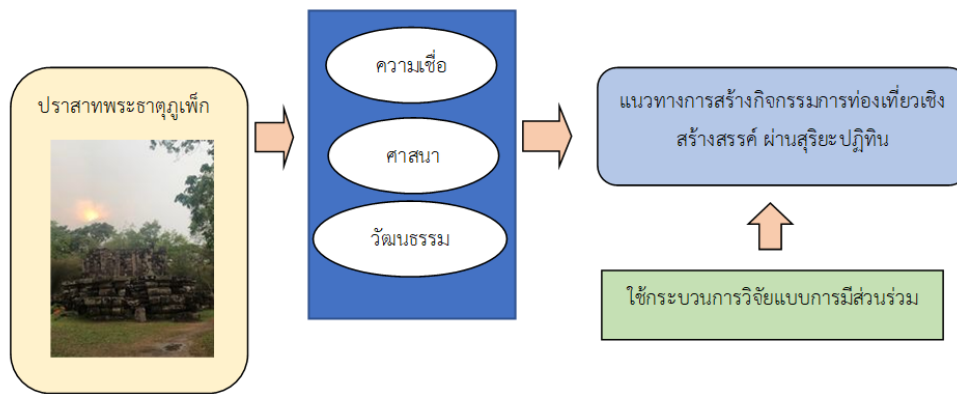 ปราสาทพระธาตุภูเพ็ก
ความเชื่อ
ศาสนา
วัฒนธรรม
แนวทางการสร้างกิจกรรมการท่องเที่ยวเชิง
สร้างสรรค์ ผ่านสุริยะปฏิทิน
ใช้กระบวนการวิจัยแบบการมีส่วนร่วม